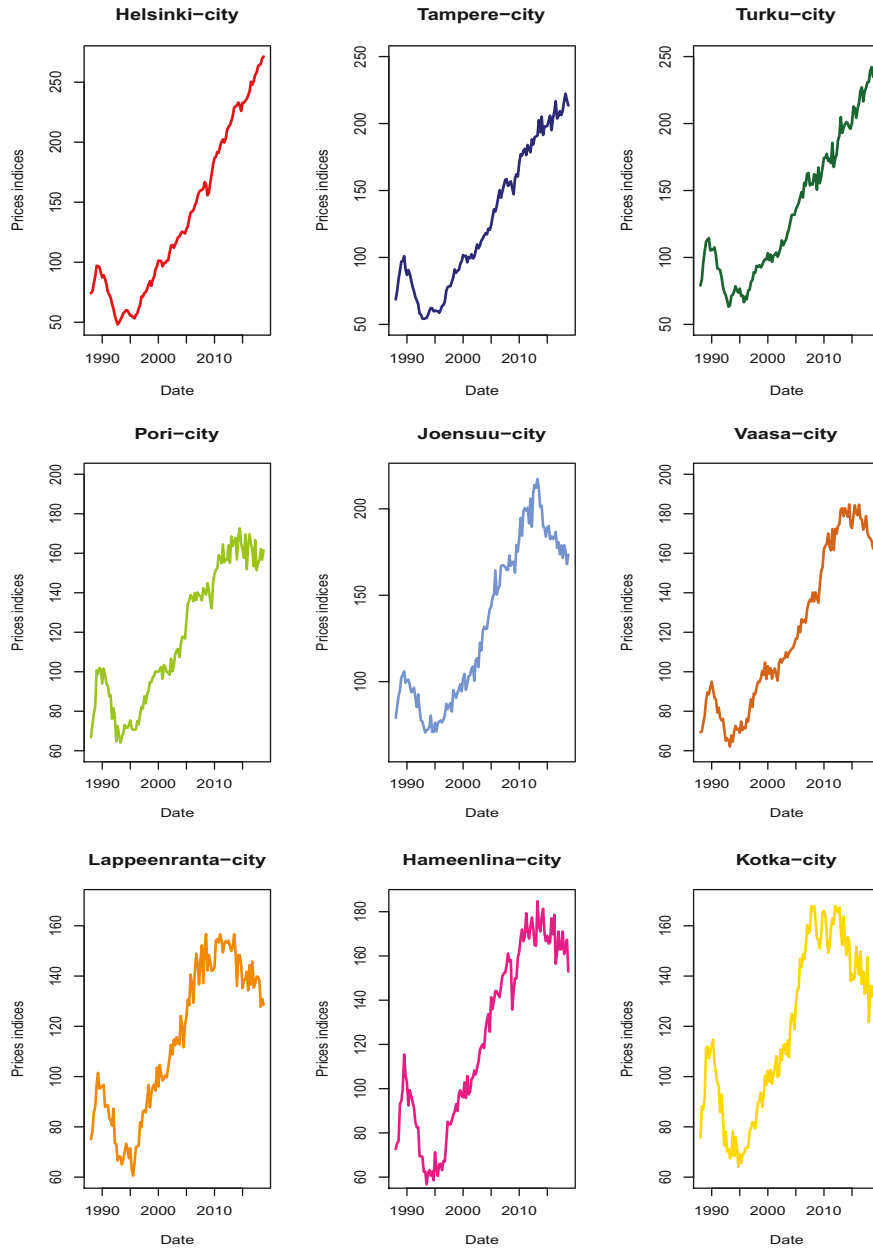 Helsinki−city
Tampere−city
Turku−city
Prices indices
50 100 150 200 250
1990 2000 2010
Date
Prices indices
50 100 150 200 250
1990 2000 2010
Date
Prices indices
50 100 150 200 250
1990 2000 2010
Date
Pori−city
Joensuu−city
Vaasa−city
Prices indices
60 80 100 120 140 160 180 200
1990 2000 2010
Date
Prices indices
100 150 200
1990 2000 2010
Date
Prices indices
60 80 100 120 140 160 180 200
1990 2000 2010
Date
Lappeenranta−city
Hameenlina−city
Kotka−city
Prices indices
60 80 100 120 140 160
1990 2000 2010
Date
Prices indices
60 80 100 120 140 160 180
1990 2000 2010
Date
Prices indices
60 80 100 120 140 160
1990 2000 2010
Date